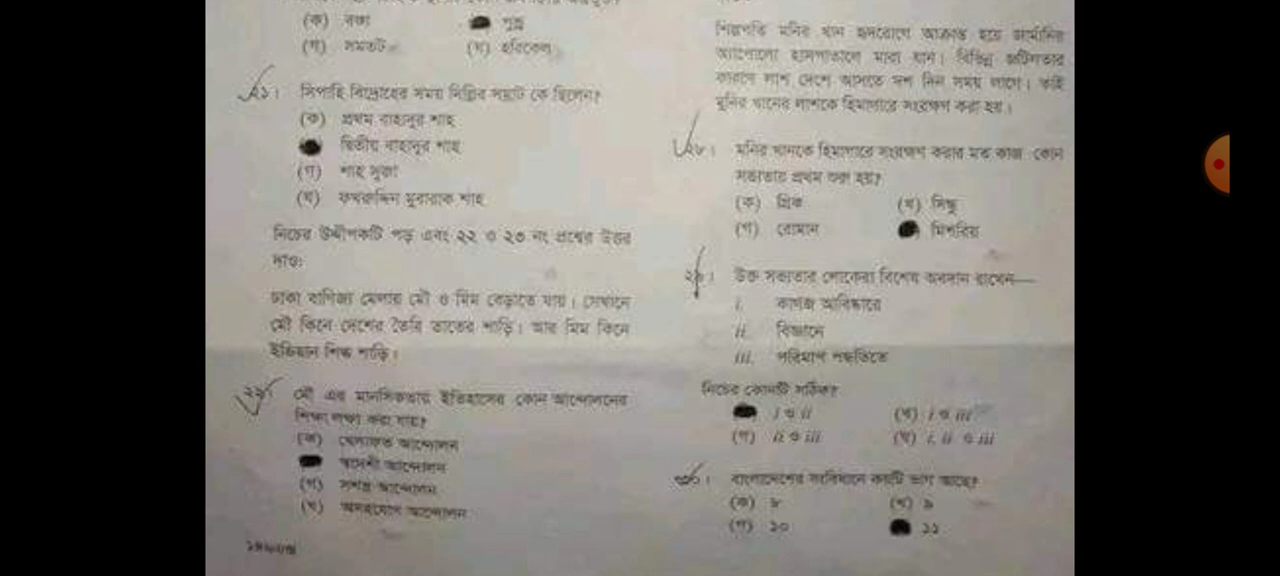 (ক) বঙ্গ
পুণ্ড্র
(গ) সমতট
(ঘ) হরিকেল
২১। সিপাহি বিদ্রোহের সময় দিল্লির সম্রাট কে ছিলেন?
(ক) প্রথম বাহাদুর শাহ
দ্বিতীয় বাহাদুর শাহ
(গ) শাহ সুজা
(ঘ) ফখরুদ্দিন মুবারক শাহ
নিচের উদ্দীপকটি পড় এবং ২২ ও ২৩ নং প্রশ্নের উত্তর
দাও:
ঢাকা বাণিজ্য মেলায় মৌ ও মিম বেড়াতে যায়। সেখানে
মৌ কিনে দেশের তৈরি তাতের শাড়ি। আর মিম কিনে
ইন্ডিয়ান শিল্ক শাড়ি।
২২। মৌ এর মানসিকতায় ইতিহাসের কোন আন্দোলনের
শিক্ষা লক্ষ্য করা যায়?
(ক) খেলাফত আন্দোলন
স্বদেশী আন্দোলন
(গ) সশস্ত্র আন্দোলন
(ঘ) অসহযোগ আন্দোলন
শিল্পপতি মনির খান হৃদরোগে আক্রান্ত হয়ে জার্মানির
অ্যাপোলো হাসপাতালে মারা যান। বিভিন্ন জটিলতার
কারণে লাশ দেশে আসতে দশ দিন সময় লাগে। তাই
মুনির খানের লাশকে হিমাগারে সংরক্ষণ করা হয়।
২৮। মনির খানকে হিমাগারে সংরক্ষণ করার মত কাজ কোন
সভ্যতায় প্রথম শুরু হয়?
(ক) গ্রিক
(খ) সিন্ধু
(গ) রোমান
মিশরিয়
২৯। উক্ত সভ্যতার লোকেরা বিশেষ অবদান রাখেন—
i. কাগজ আবিষ্কারে
ii. বিজ্ঞানে
iii. পরিমাপ পদ্ধতিতে
নিচের কোনটি সঠিক?
i ও ii
(খ) i ও iii
(গ) ii ও iii
(ঘ) i, ii ও iii
৩০। বাংলাদেশের সংবিধানে কয়টি ভাগ আছে?
(ক) ৮
(খ) ৯
(গ) ১০
১১